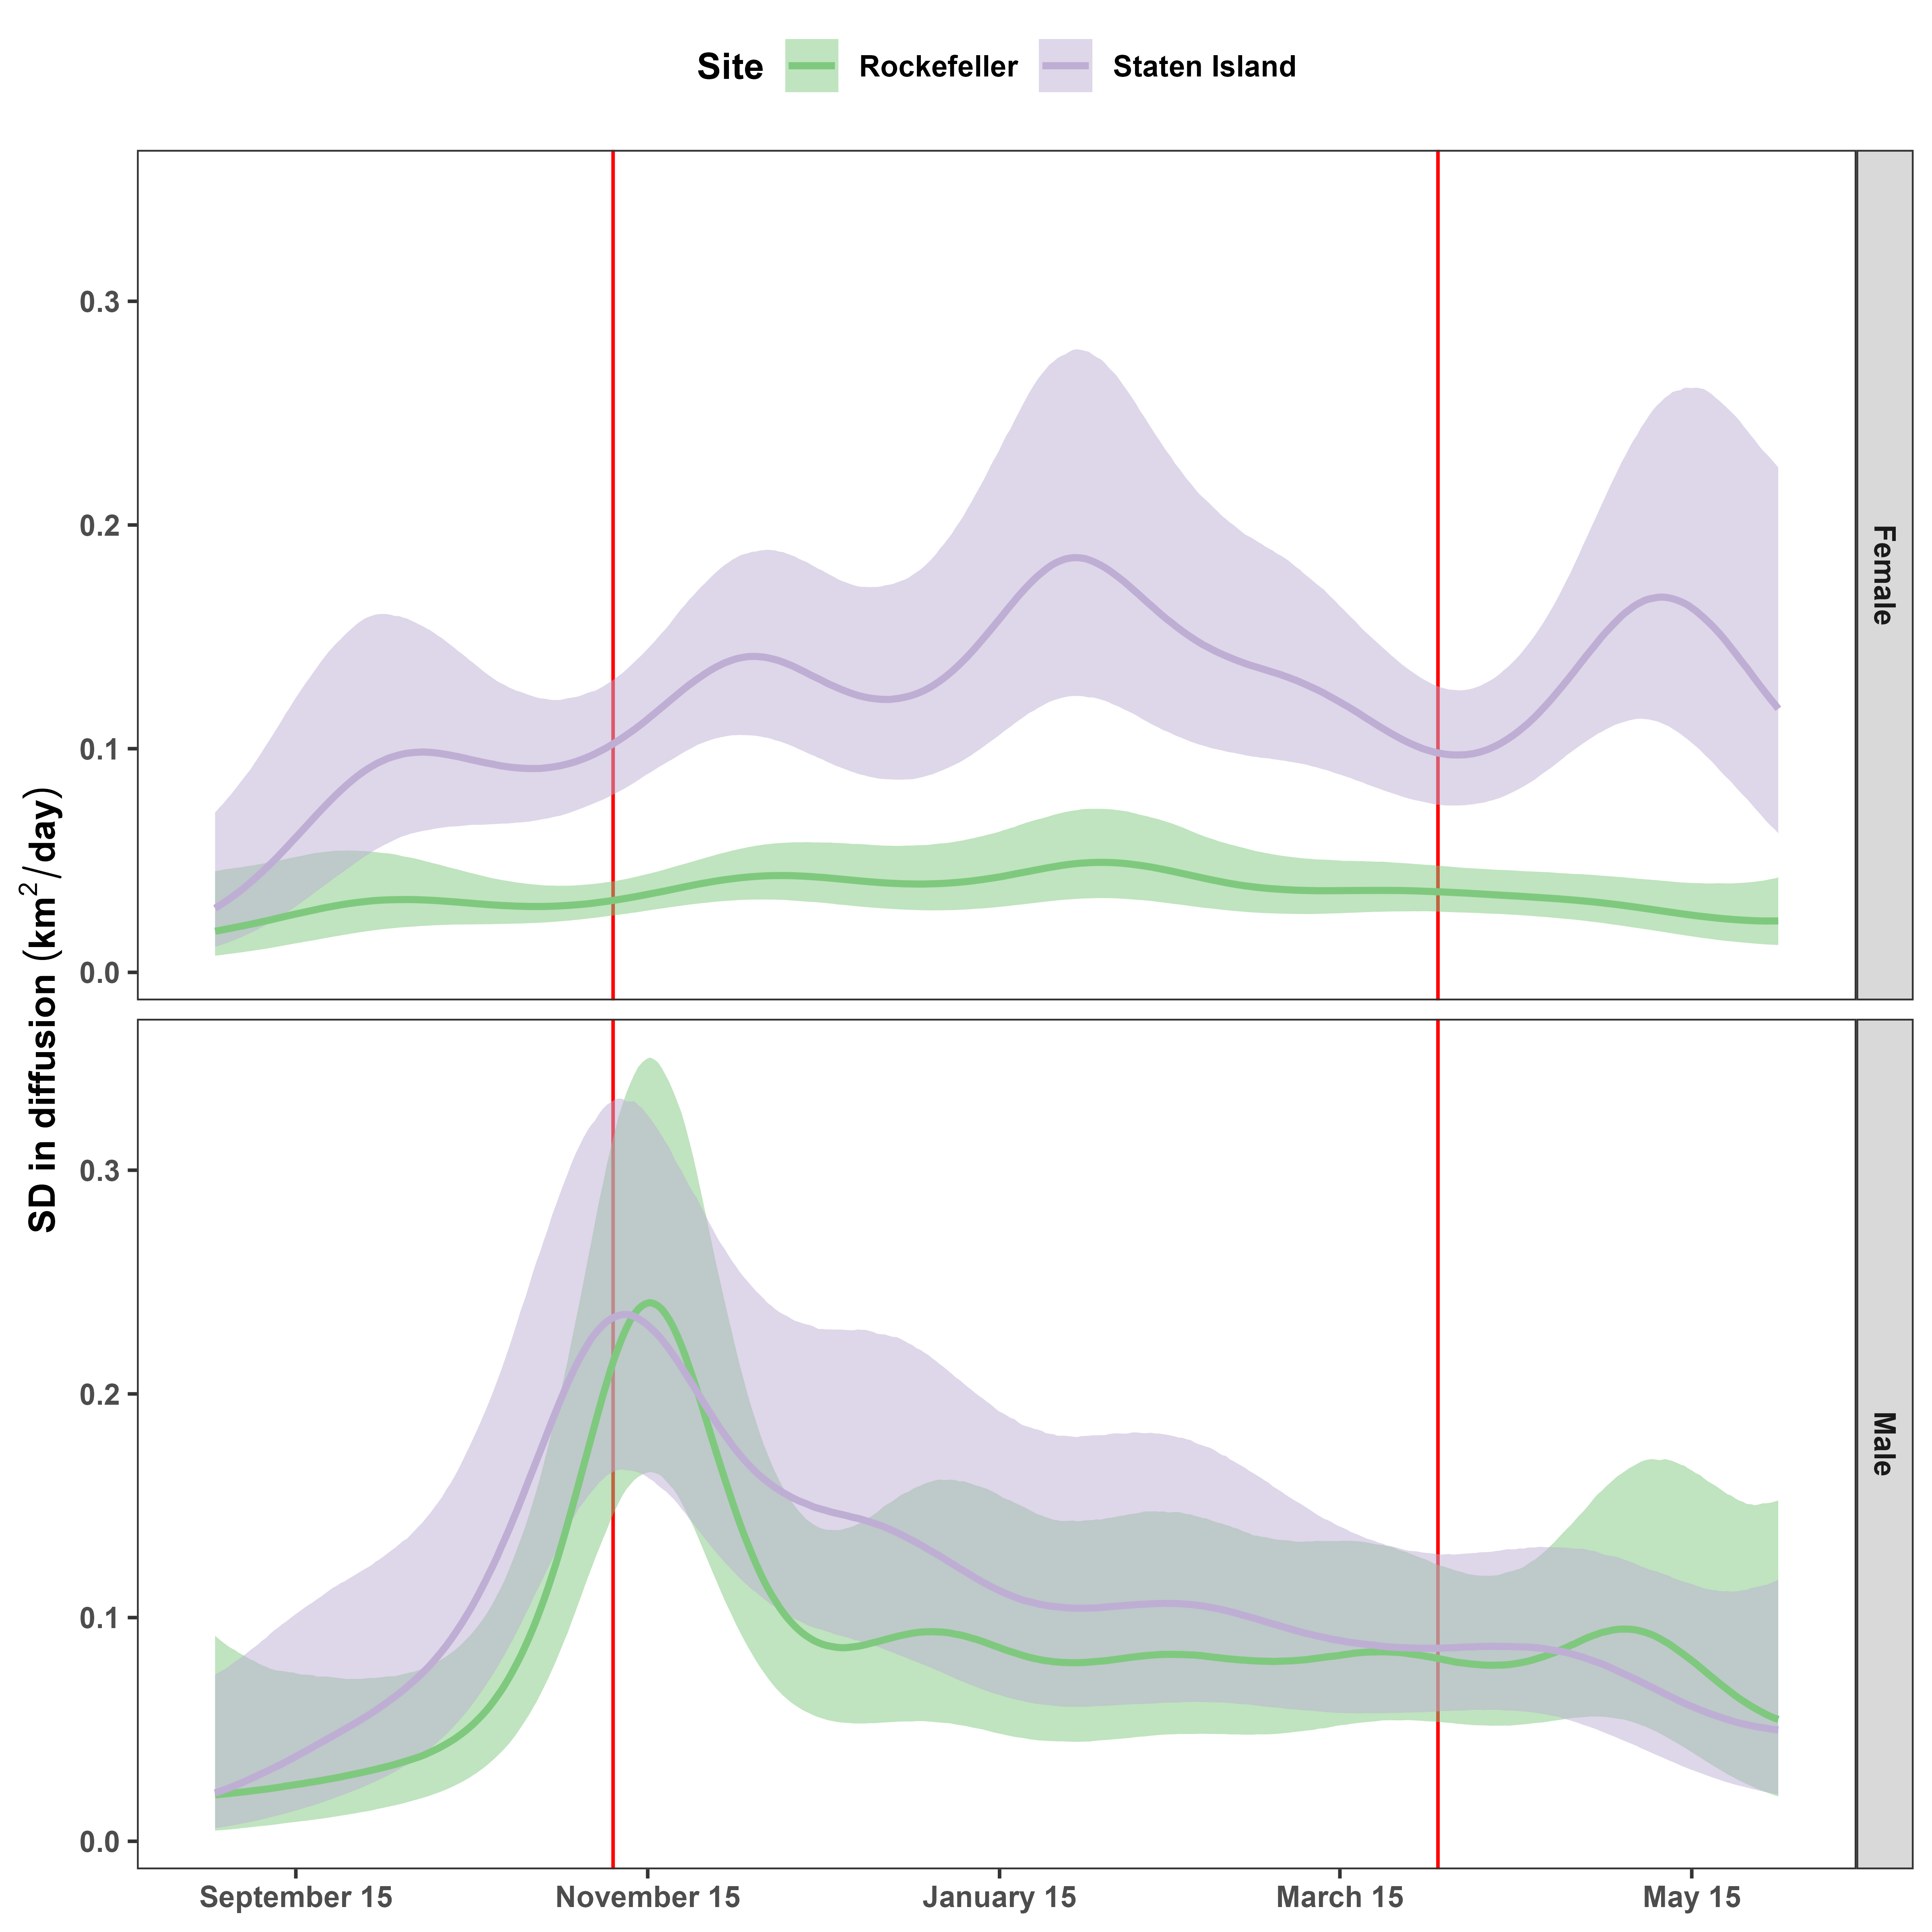 Site Rockefeller Staten Island
SD in diffusion (km²/day)
0.3
0.2
0.1
0.0
Female
0.3
0.2
0.1
0.0
Male
September 15 November 15 January 15 March 15 May 15